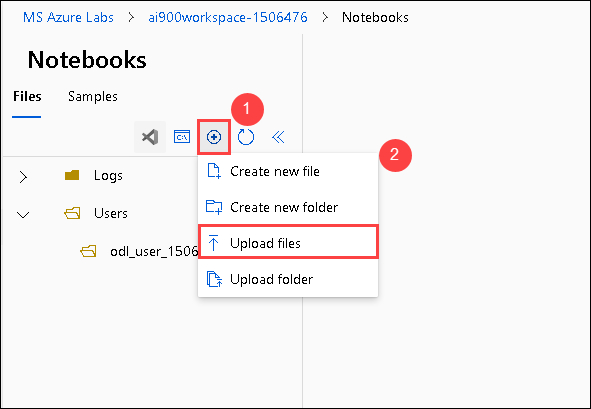 MS Azure Labs > ai900workspace-1506476 > Notebooks
Notebooks
Files Samples
1
2
Create new file
Logs
Create new folder
Users
Upload files
odl_user_1506
Upload folder